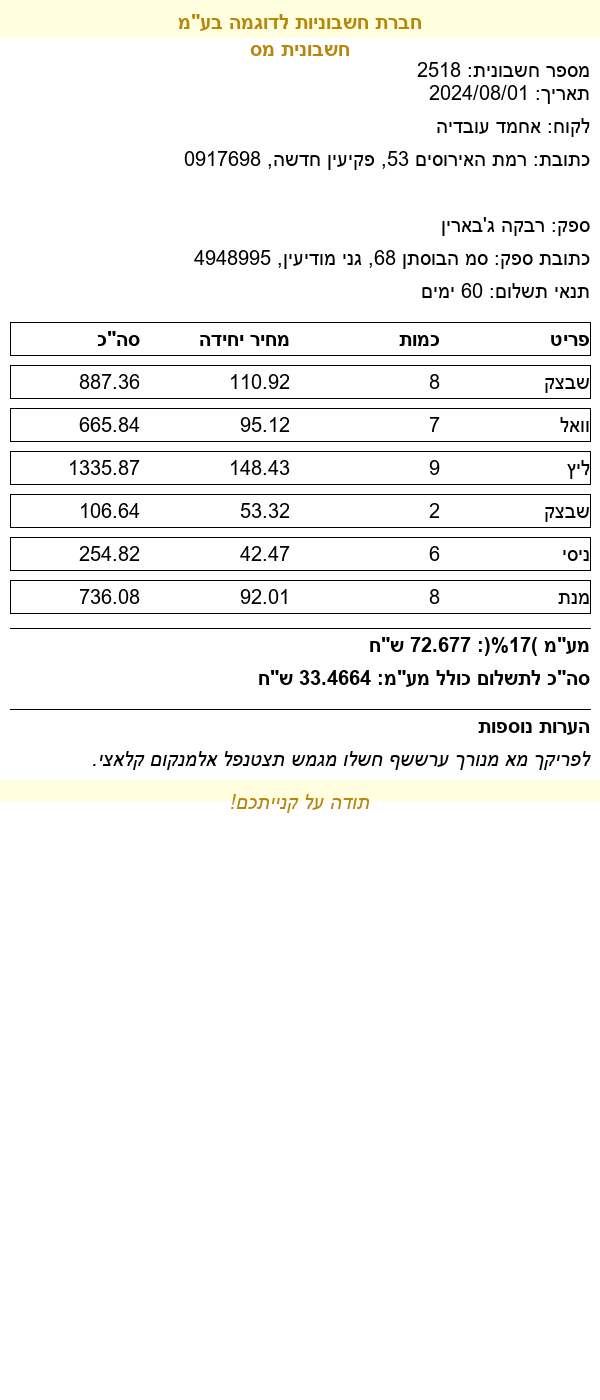 חברת חשבוניות לדוגמה בע"מ
חשבונית מס
מספר חשבונית: 2518
תאריך: 2024/08/01
לקוח: אחמד עובדיה
כתובת: רמת האירוסים 53, פקיעין חדשה, 0917698
ספק: רבקה ג'בארין
כתובת ספק: סמ הבוסתן 68, גני מודיעין, 4948995
תנאי תשלום: 60 ימים
פריט כמות מחיר יחידה סה"כ
שבצק 8 110.92 887.36
וואל 7 95.12 665.84
ליץ 9 148.43 1335.87
שבצק 2 53.32 106.64
ניסי 6 42.47 254.82
מנת 8 92.01 736.08
מע"מ )17%(: 72.677 ש"ח
סה"כ לתשלום כולל מע"מ: 33.4664 ש"ח
הערות נוספות
לפריקך מא מנורך ערששף חשלו מגמש תצטנפל אלמנקום קלאצי.
תודה על קנייתכם!